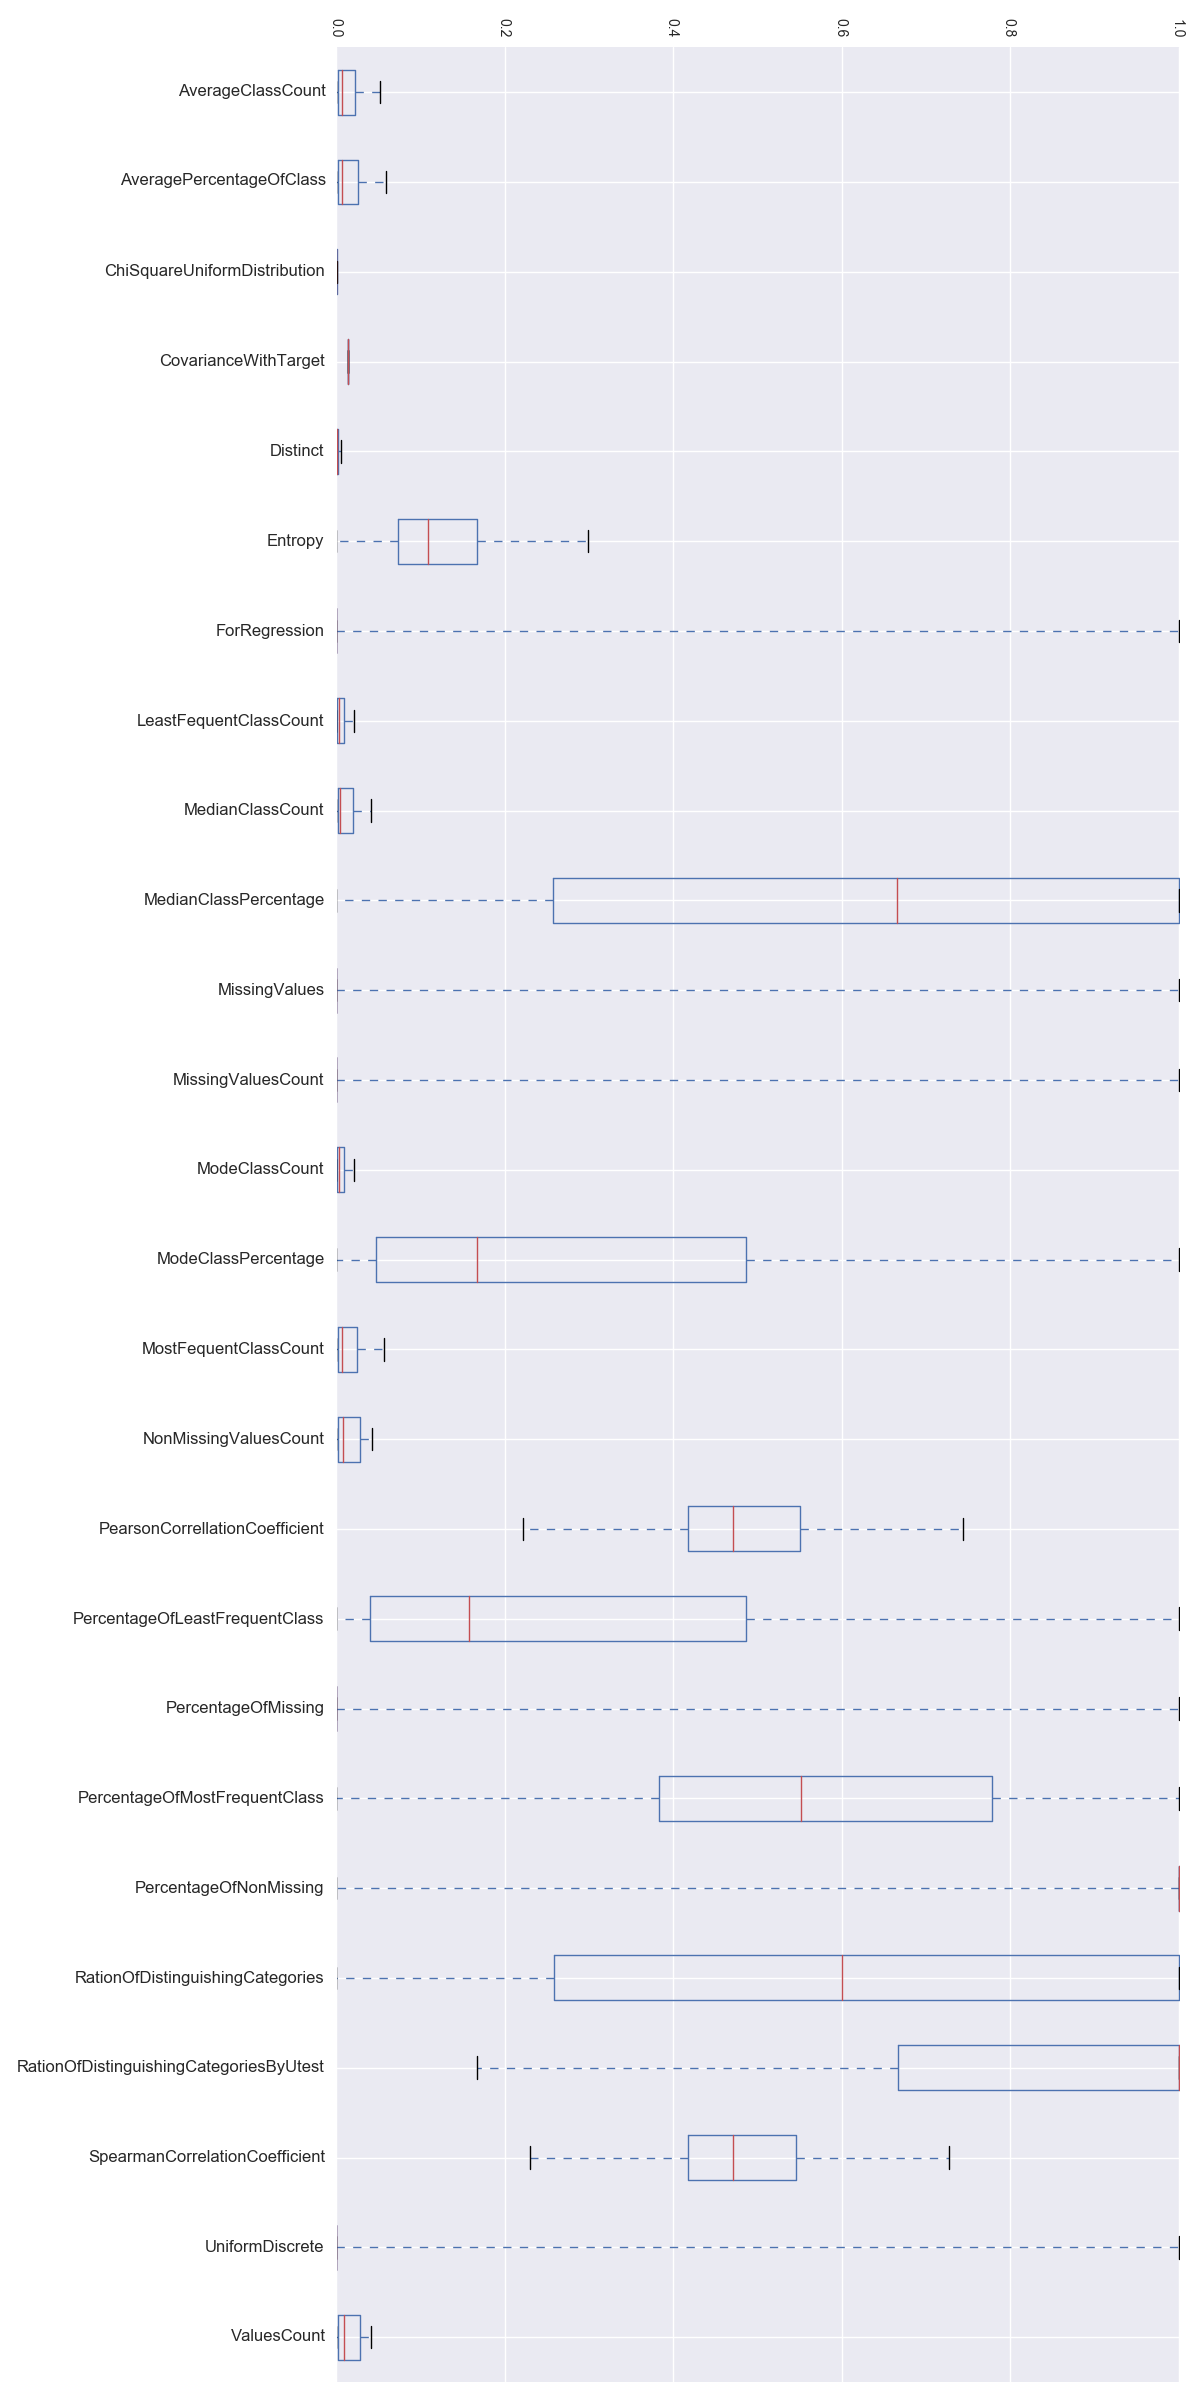 0.0 0.2 0.4 0.6 0.8 1.0
AverageClassCount
AveragePercentageOfClass
ChiSquareUniformDistribution
CovarianceWithTarget
Distinct
Entropy
ForRegression
LeastFequentClassCount
MedianClassCount
MedianClassPercentage
MissingValues
MissingValuesCount
ModeClassCount
ModeClassPercentage
MostFequentClassCount
NonMissingValuesCount
PearsonCorrellationCoefficient
PercentageOfLeastFrequentClass
PercentageOfMissing
PercentageOfMostFrequentClass
PercentageOfNonMissing
RationOfDistinguishingCategories
RationOfDistinguishingCategoriesByUtest
SpearmanCorrelationCoefficient
UniformDiscrete
ValuesCount